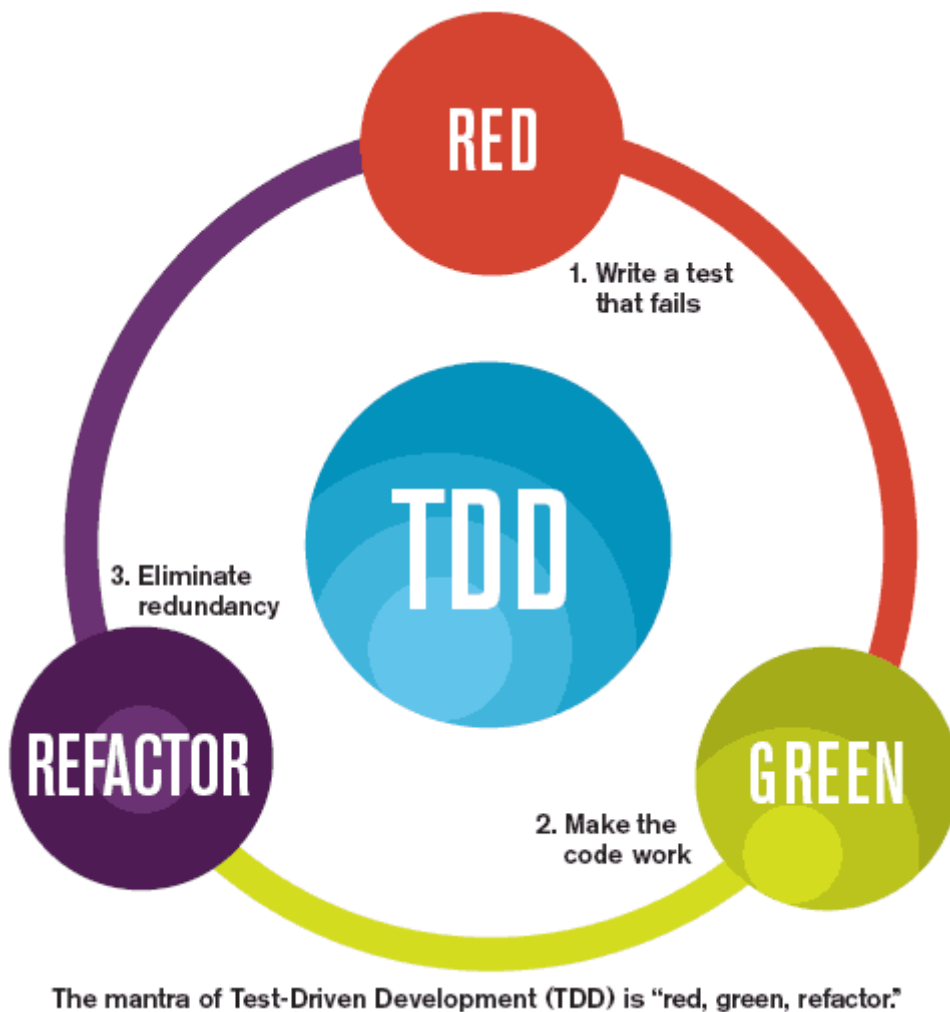 RED
1. Write a test
that fails
TDD
3. Eliminate
redundancy
REFACTOR
GREEN
2. Make the
code work
The mantra of Test-Driven Development (TDD) is “red, green, refactor.”